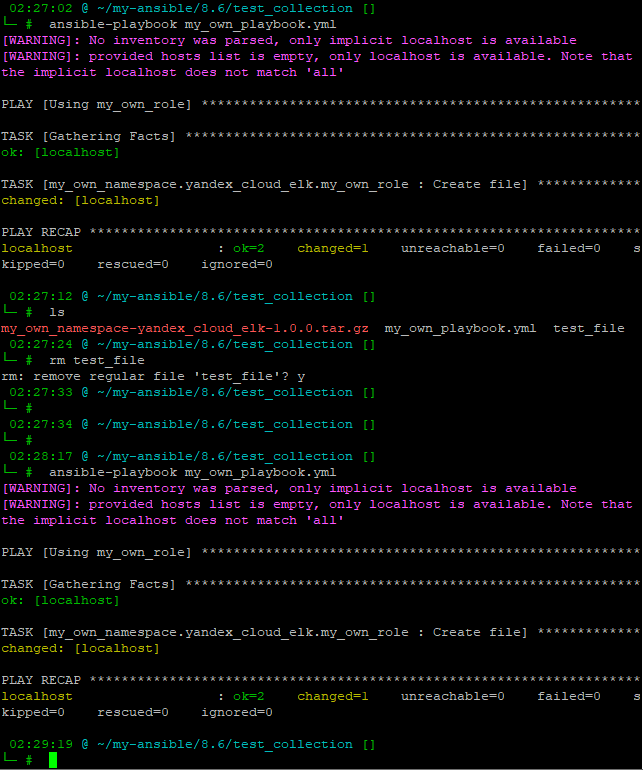 02:27:02 @ ~/my-ansible/8.6/test_collection []
└─ #  ansible-playbook my_own_playbook.yml
[WARNING]: No inventory was parsed, only implicit localhost is available
[WARNING]: provided hosts list is empty, only localhost is available. Note that
the implicit localhost does not match 'all'
PLAY [Using my_own_role] *******************************************************
TASK [Gathering Facts] *********************************************************
ok: [localhost]
TASK [my_own_namespace.yandex_cloud_elk.my_own_role : Create file] *************
changed: [localhost]
PLAY RECAP *********************************************************************
localhost                  : ok=2    changed=1    unreachable=0    failed=0    s
kipped=0    rescued=0    ignored=0
02:27:12 @ ~/my-ansible/8.6/test_collection []
└─ #  ls
my_own_namespace-yandex_cloud_elk-1.0.0.tar.gz  my_own_playbook.yml  test_file
02:27:24 @ ~/my-ansible/8.6/test_collection []
└─ #  rm test_file
rm: remove regular file 'test_file'? y
02:27:33 @ ~/my-ansible/8.6/test_collection []
└─ #
02:27:34 @ ~/my-ansible/8.6/test_collection []
└─ #
02:28:17 @ ~/my-ansible/8.6/test_collection []
└─ #  ansible-playbook my_own_playbook.yml
[WARNING]: No inventory was parsed, only implicit localhost is available
[WARNING]: provided hosts list is empty, only localhost is available. Note that
the implicit localhost does not match 'all'
PLAY [Using my_own_role] *******************************************************
TASK [Gathering Facts] *********************************************************
ok: [localhost]
TASK [my_own_namespace.yandex_cloud_elk.my_own_role : Create file] *************
changed: [localhost]
PLAY RECAP *********************************************************************
localhost                  : ok=2    changed=1    unreachable=0    failed=0    s
kipped=0    rescued=0    ignored=0
02:29:19 @ ~/my-ansible/8.6/test_collection []
└─ #